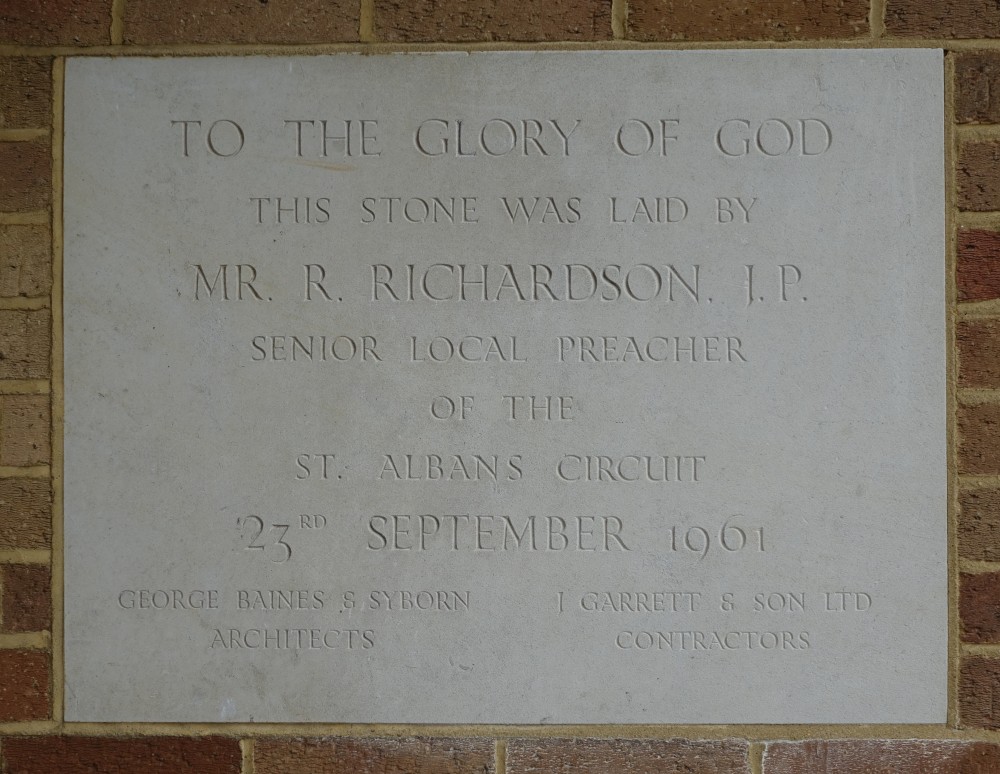 TO THE GLORY OF GOD
THIS STONE WAS LAID BY
MR. R. RICHARDSON. J.P.
SENIOR LOCAL PREACHER
OF THE
ST. ALBANS CIRCUIT
23RD SEPTEMBER 1961
GEORGE BAINES & SYBORN
ARCHITECTS
J GARRETT & SON LTD
CONTRACTORS